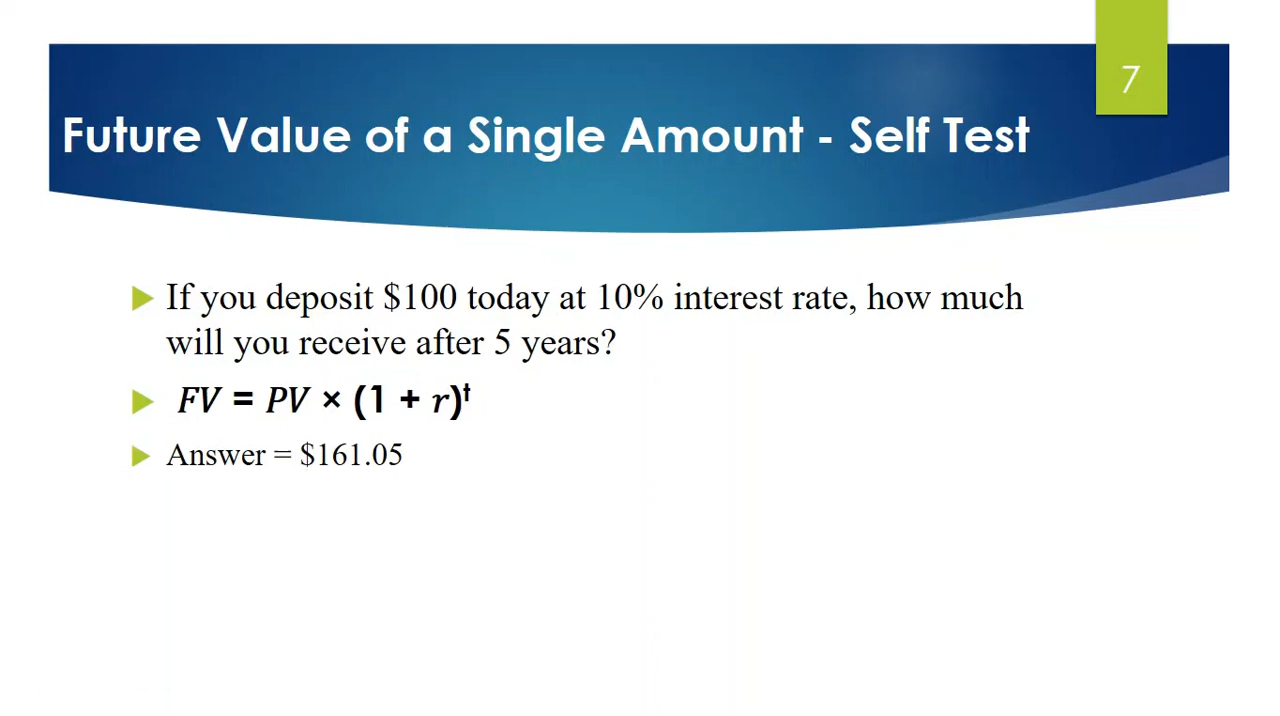 7
Future Value of a Single Amount - Self Test
If you deposit $100 today at 10% interest rate, how much
will you receive after 5 years?
𝐹𝑉 = 𝑃𝑉 × (1 + 𝑟)ᵗ
Answer = $161.05